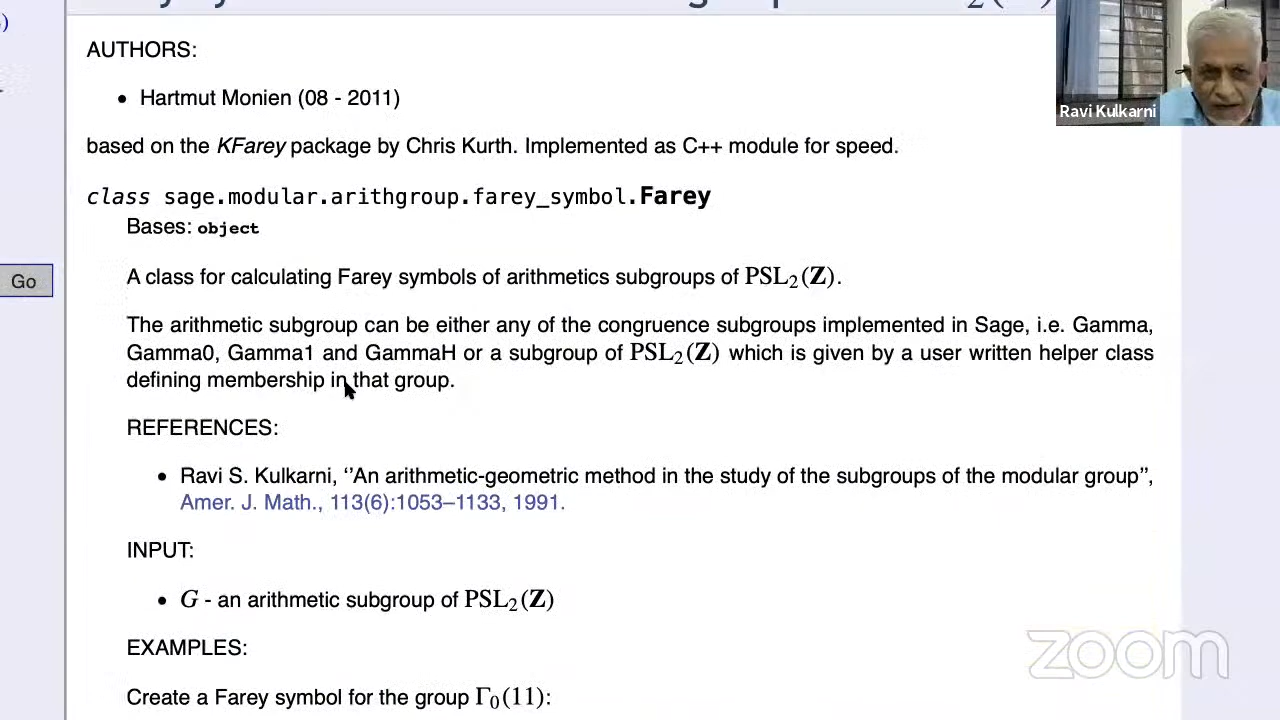 AUTHORS:
Ravi Kulkarni
• Hartmut Monien (08 - 2011)
based on the KFarey package by Chris Kurth. Implemented as C++ module for speed.
class sage.modular.arithgroup.farey_symbol.Farey
Bases: object
Go
A class for calculating Farey symbols of arithmetics subgroups of PSL₂(Z).
The arithmetic subgroup can be either any of the congruence subgroups implemented in Sage, i.e. Gamma,
Gamma0, Gamma1 and GammaH or a subgroup of PSL₂(Z) which is given by a user written helper class
defining membership in that group.
REFERENCES:
• Ravi S. Kulkarni, ‘’An arithmetic-geometric method in the study of the subgroups of the modular group’’,
Amer. J. Math., 113(6):1053–1133, 1991.
INPUT:
• G - an arithmetic subgroup of PSL₂(Z)
EXAMPLES:
zoom
Create a Farey symbol for the group Γ₀(11):